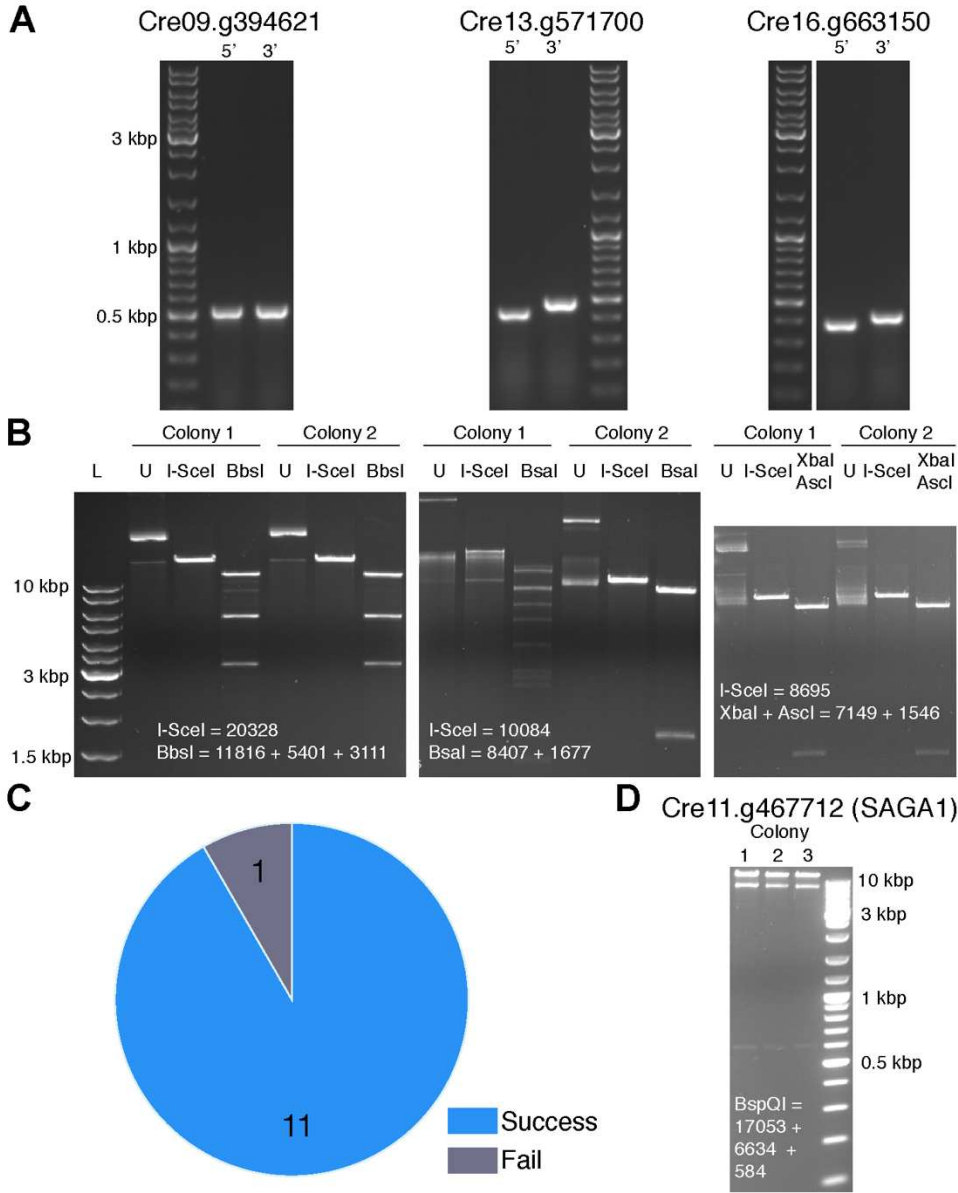 A
Cre09.g394621
Cre13.g571700
Cre16.g663150
5’ 3’
5’ 3’
5’ 3’
3 kbp
1 kbp
0.5 kbp
B
Colony 1
Colony 2
Colony 1
Colony 2
Colony 1
Colony 2
L
U I-SceI BbsI
U I-SceI BbsI
U I-SceI BsaI
U I-SceI BsaI
U I-SceI XbaI AscI
U I-SceI XbaI AscI
10 kbp
3 kbp
1.5 kbp
I-SceI = 20328
BbsI = 11816 + 5401 + 3111
I-SceI = 10084
BsaI = 8407 + 1677
I-SceI = 8695
XbaI + AscI = 7149 + 1546
C
1
11
Success
Fail
D
Cre11.g467712 (SAGA1)
Colony
1 2 3
10 kbp
3 kbp
1 kbp
0.5 kbp
BspQI =
17053 +
6634 +
584